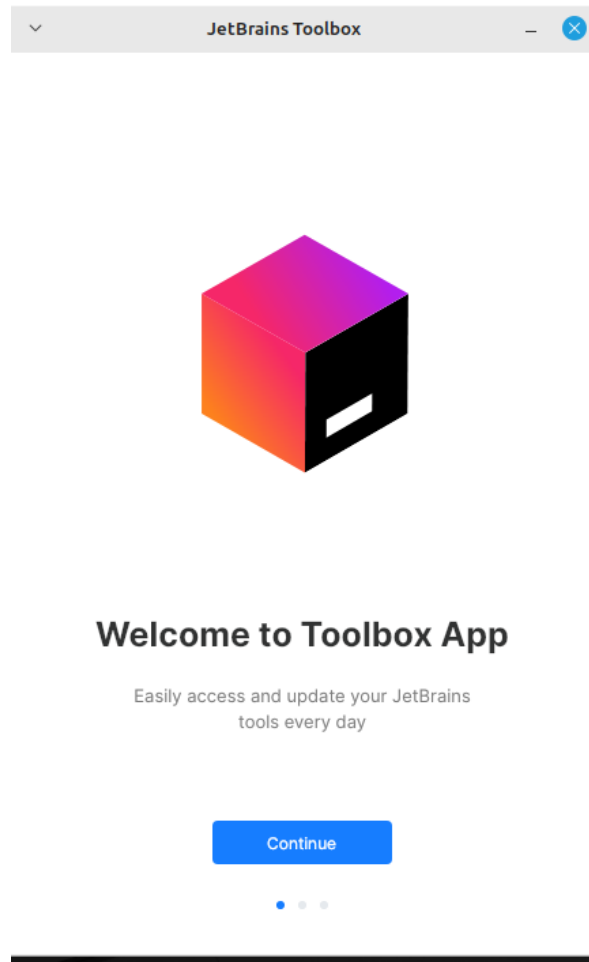 JetBrains Toolbox
Welcome to Toolbox App
Easily access and update your JetBrains
tools every day
Continue